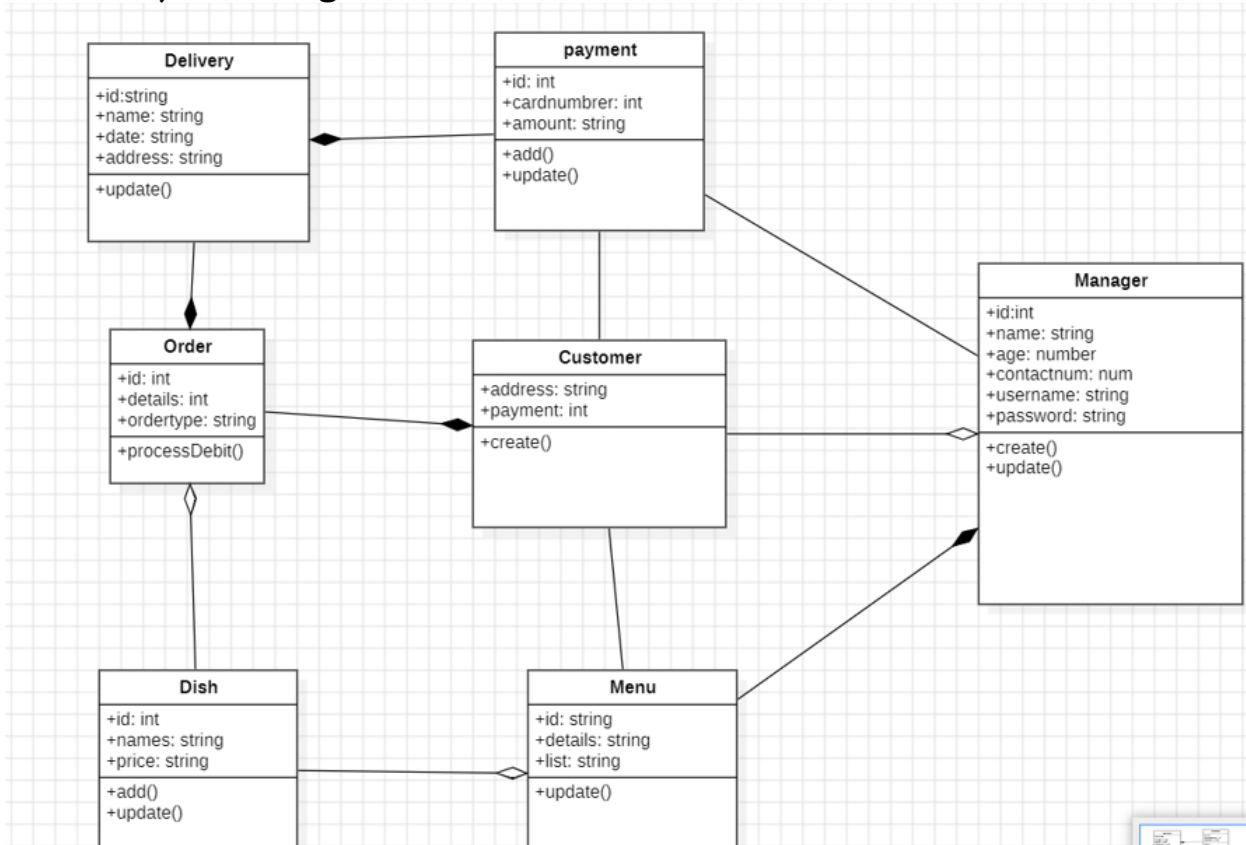 Delivery
+id:string
+name: string
+date: string
+address: string
+update()
payment
+id: int
+cardnumbrer: int
+amount: string
+add()
+update()
Manager
+id:int
+name: string
+age: number
+contactnum: num
+username: string
+password: string
+create()
+update()
Order
+id: int
+details: int
+ordertype: string
+processDebit()
Customer
+address: string
+payment: int
+create()
Dish
+id: int
+names: string
+price: string
+add()
+update()
Menu
+id: string
+details: string
+list: string
+update()